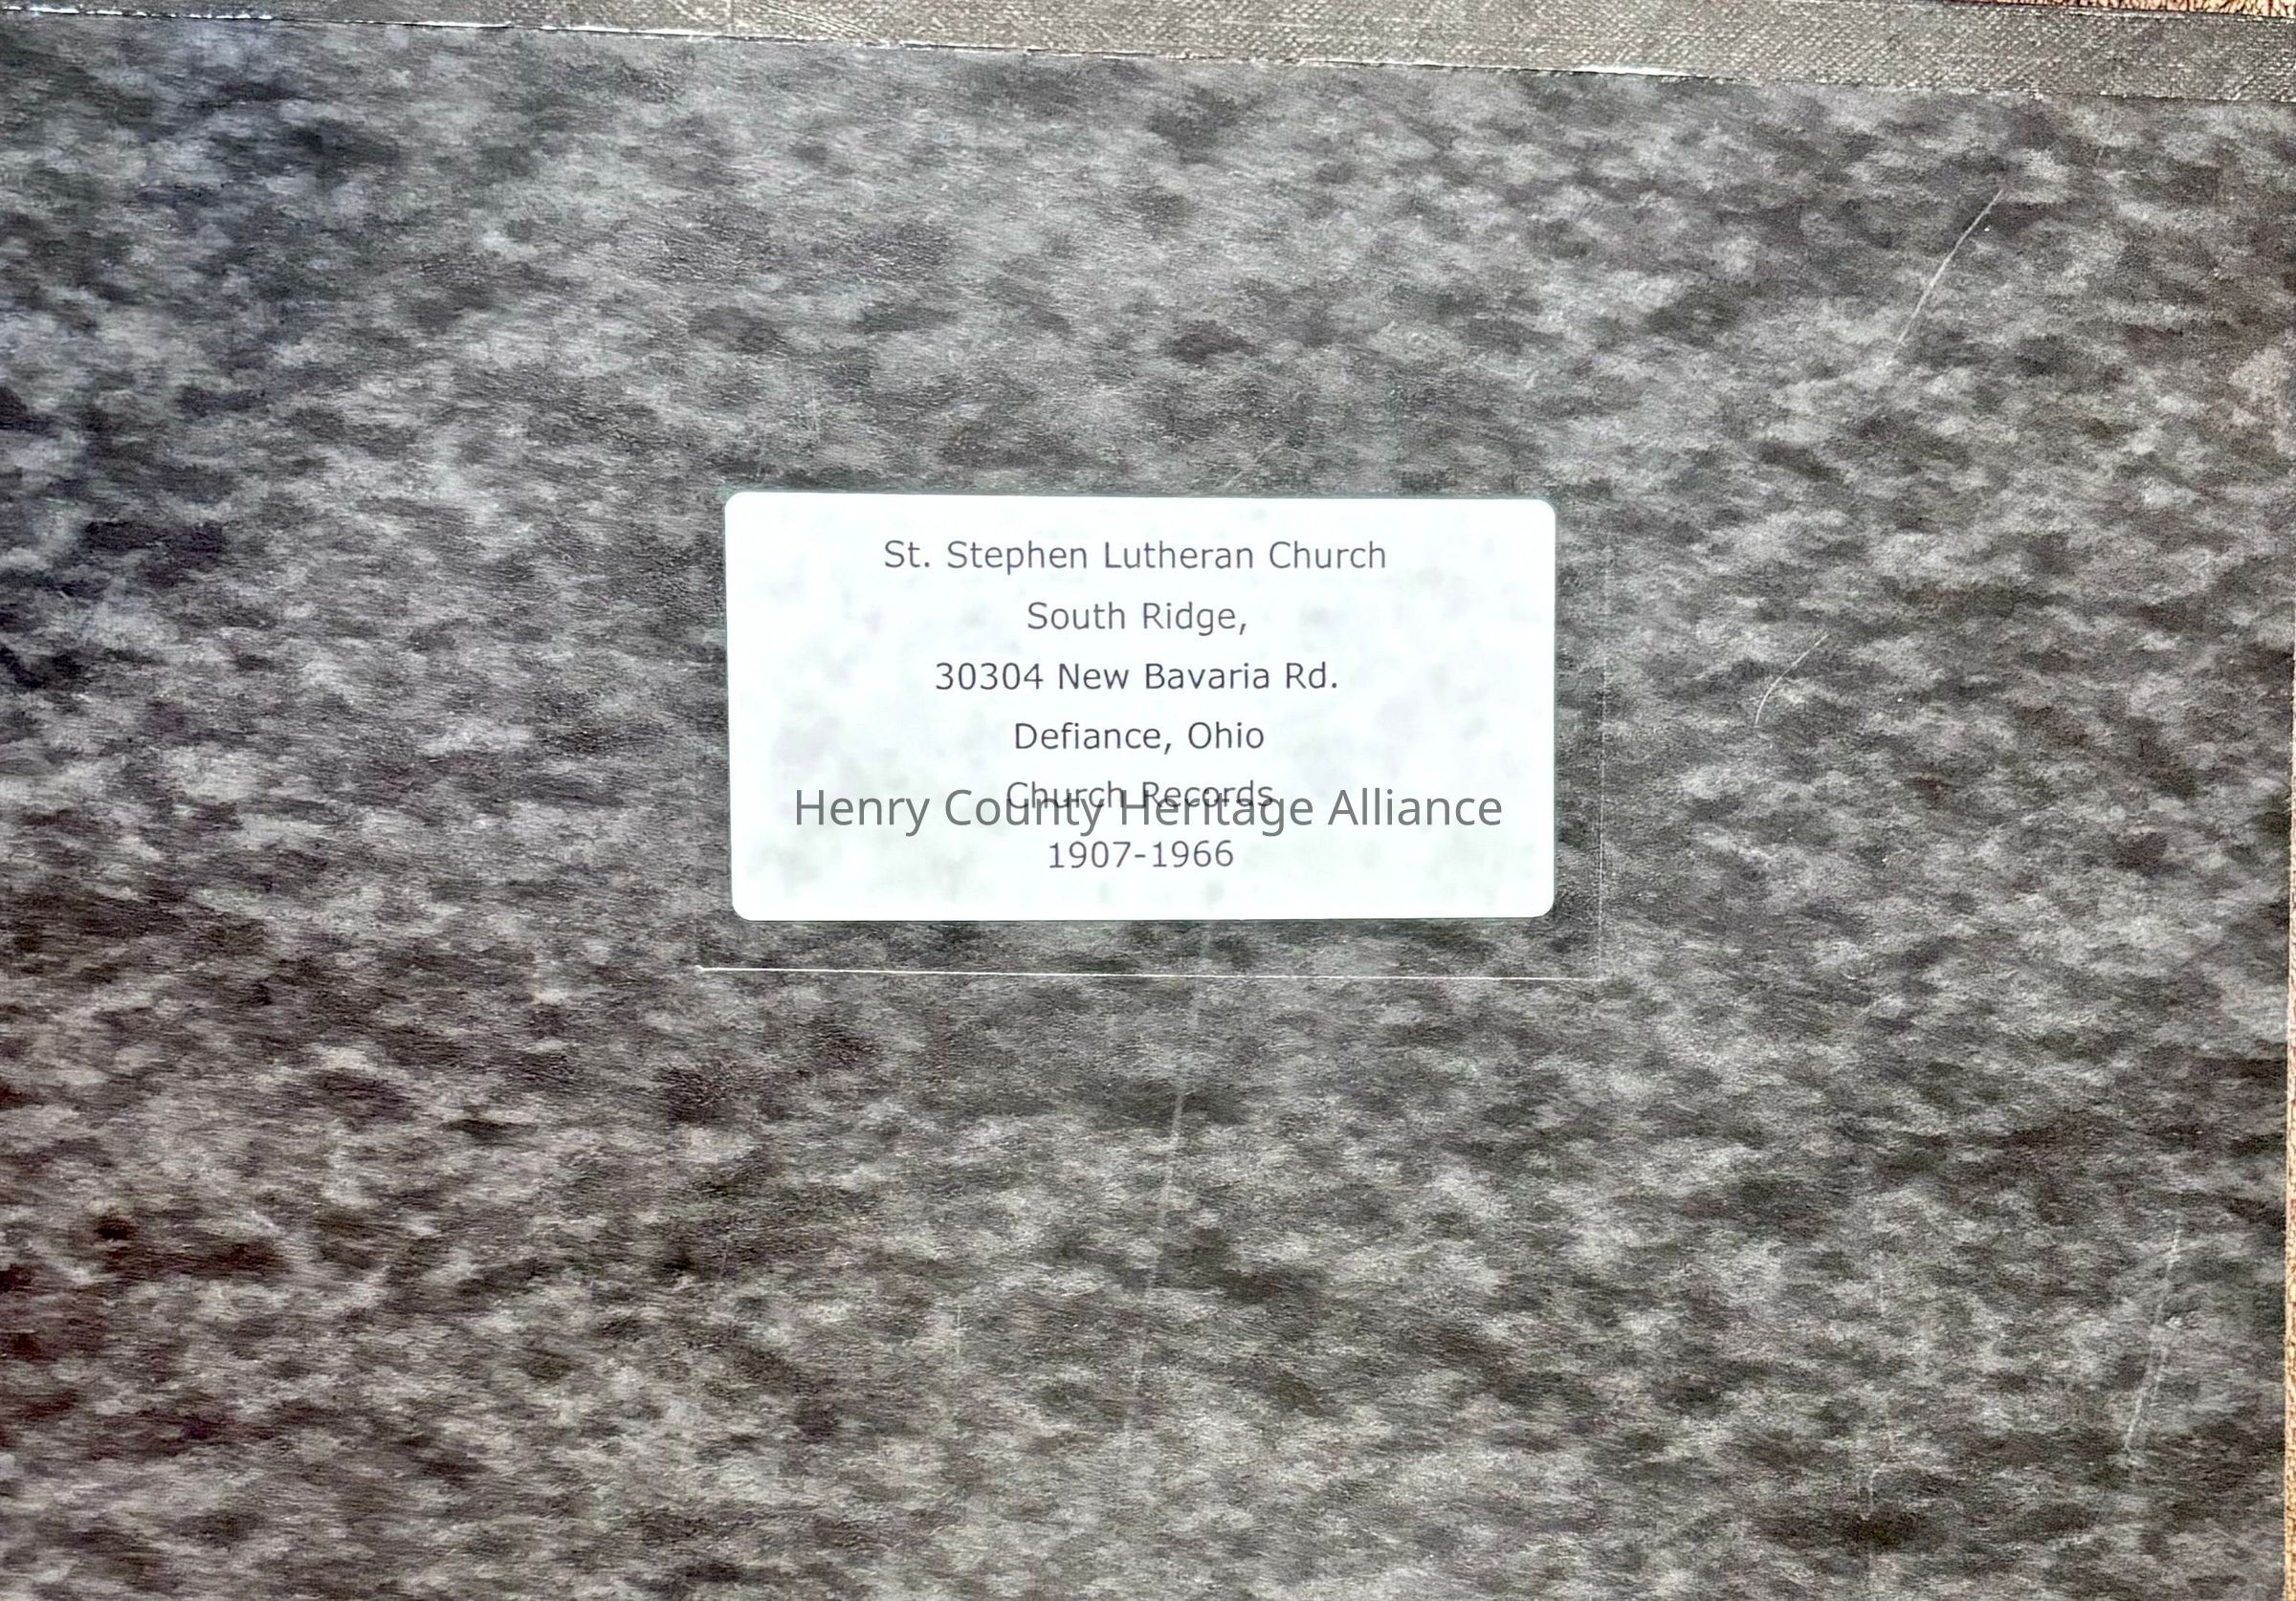 St. Stephen Lutheran Church
South Ridge,
30304 New Bavaria Rd.
Defiance, Ohio
Church Records
Henry County Heritage Alliance
1907-1966